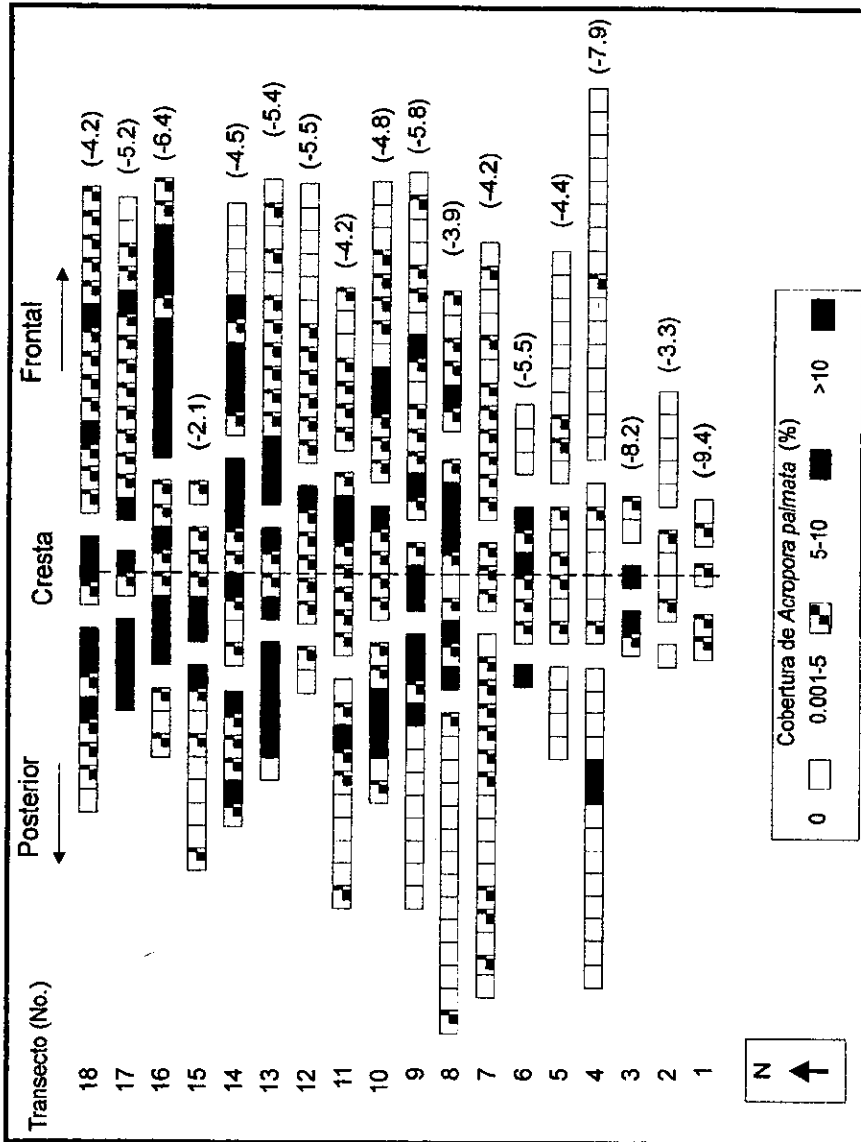 Transecto (No.)
Posterior
Cresta
Frontal
18 (-4.2)
17 (-5.2)
16 (-6.4)
15 (-2.1)
14 (-4.5)
13 (-5.4)
12 (-5.5)
11 (-4.2)
10 (-4.8)
9 (-5.8)
8 (-3.9)
7 (-4.2)
6 (-5.5)
5 (-4.4)
4 (-7.9)
3 (-8.2)
2 (-3.3)
1 (-9.4)
N
Cobertura de Acropora palmata (%)
0 0.001-5 5-10 >10